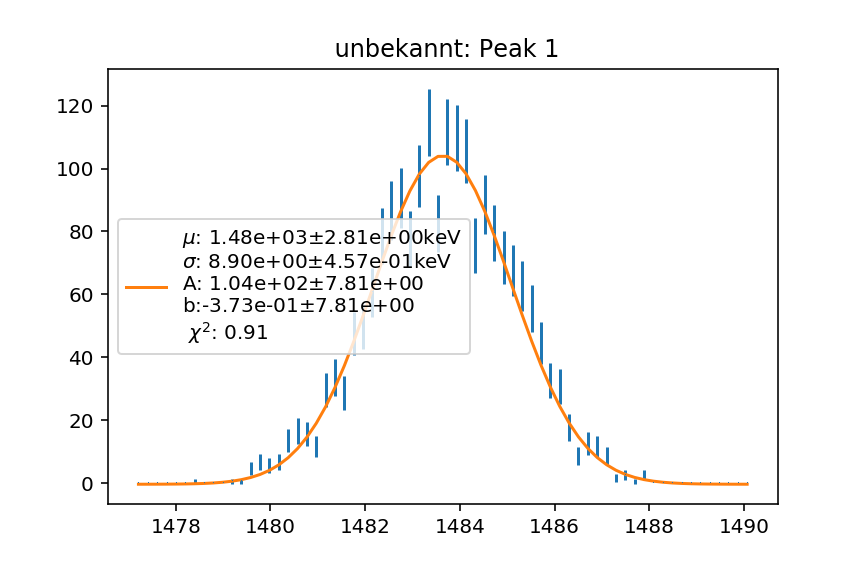 unbekannt: Peak 1
120
100
80
60
40
20
0
μ: 1.48e+03±2.81e+00keV
σ: 8.90e+00±4.57e-01keV
A: 1.04e+02±7.81e+00
b:-3.73e-01±7.81e+00
χ²: 0.91
1478 1480 1482 1484 1486 1488 1490